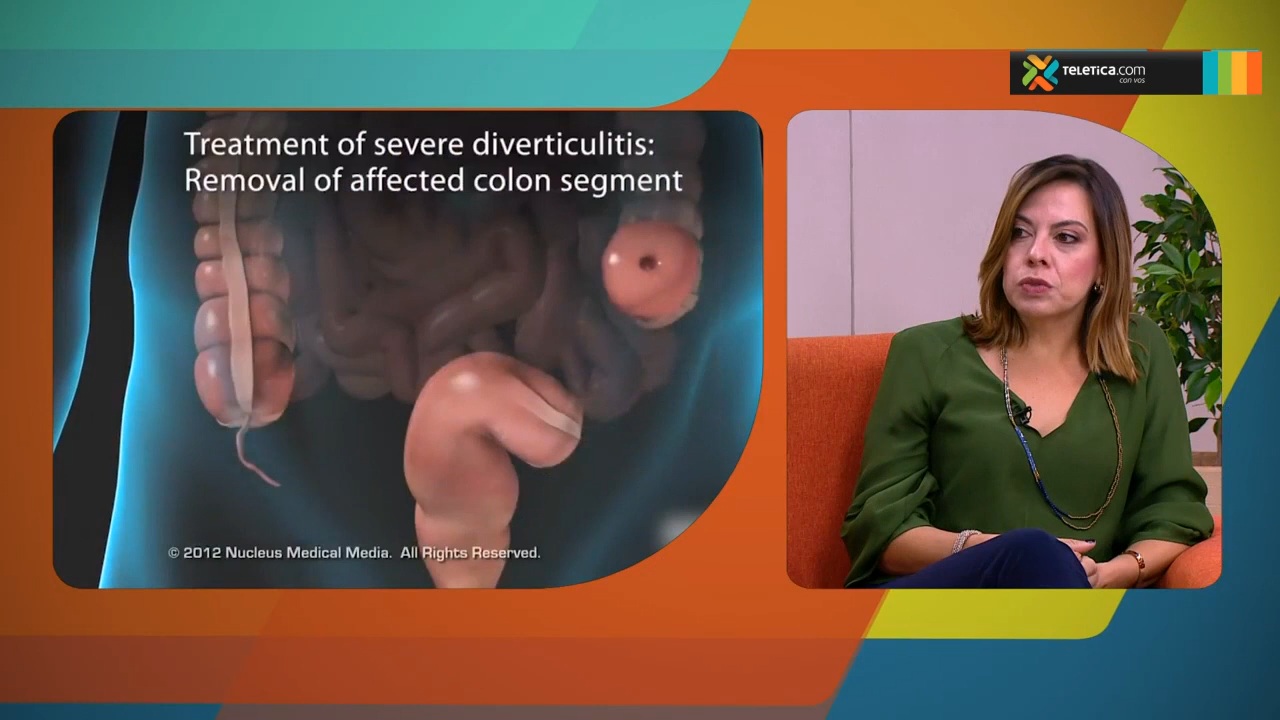 TELETICA.COM
con vos
Treatment of severe diverticulitis:
Removal of affected colon segment
© 2012 Nucleus Medical Media. All Rights Reserved.